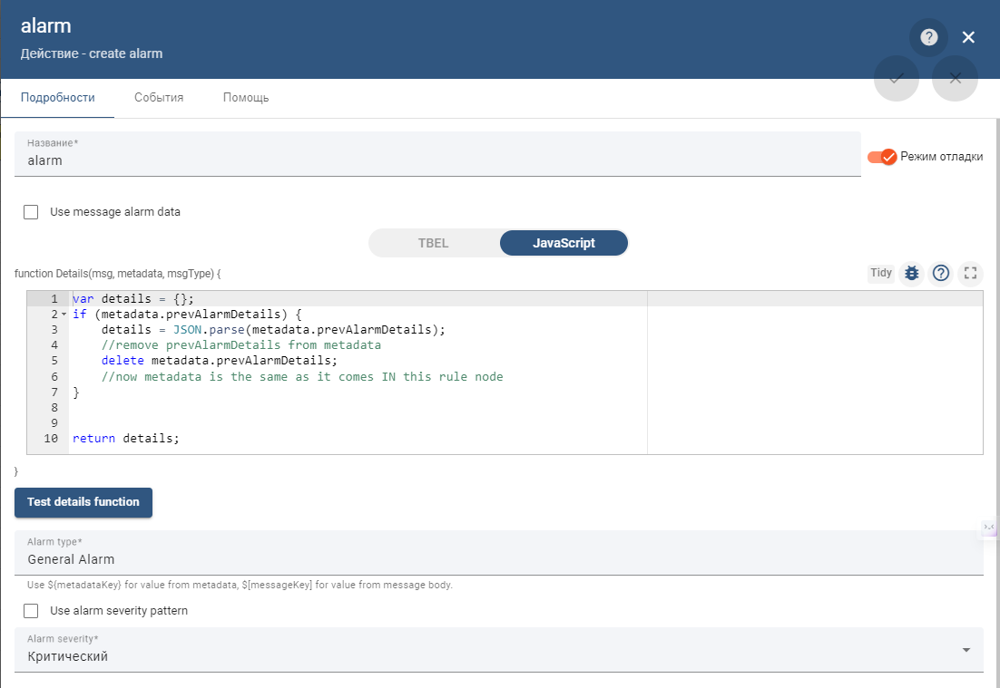 alarm
Действие - create alarm
Подробности
События
Помощь
Название*
alarm
Режим отладки
Use message alarm data
TBEL
JavaScript
function Details(msg, metadata, msgType) {
Tidy
1 var details = {};
2 if (metadata.prevAlarmDetails) {
3 details = JSON.parse(metadata.prevAlarmDetails);
4 //remove prevAlarmDetails from metadata
5 delete metadata.prevAlarmDetails;
6 //now metadata is the same as it comes IN this rule node
7 }
8
9
10 return details;
}
Test details function
Alarm type*
General Alarm
Use ${metadataKey} for value from metadata, $[messageKey] for value from message body.
Use alarm severity pattern
Alarm severity*
Критический